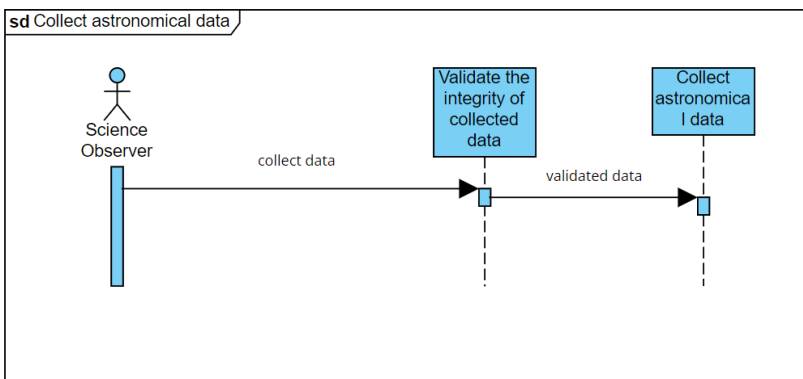 sd Collect astronomical data
Science
Observer
Validate the
integrity of
collected
data
Collect
astronomica
l data
collect data
validated data